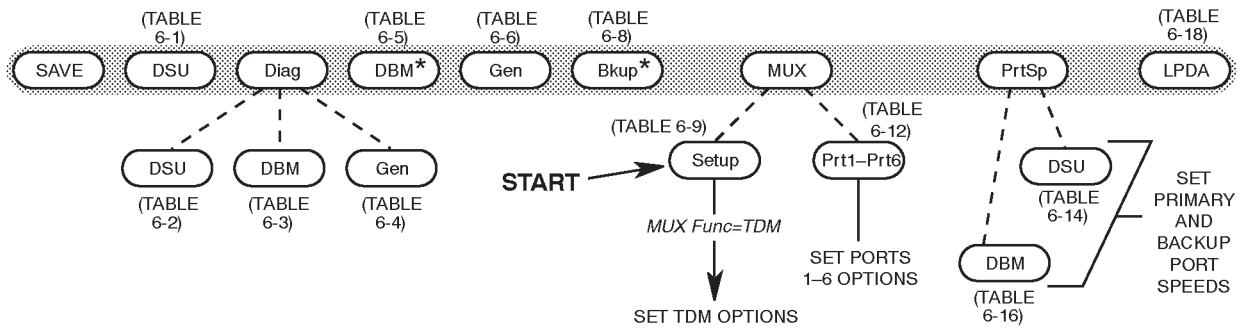 (TABLE
6-1)
(TABLE
6-5)
(TABLE
6-6)
(TABLE
6-8)
(TABLE
6-18)
SAVE
DSU
Diag
DBM*
Gen
Bkup*
MUX
PrtSp
LPDA
(TABLE 6-9)
(TABLE
6-12)
DSU
DBM
Gen
START
Setup
Prt1–Prt6
DSU
(TABLE
6-2)
(TABLE
6-3)
(TABLE
6-4)
(TABLE
6-14)
MUX Func=TDM
SET PORTS
1–6 OPTIONS
DBM
(TABLE
6-16)
SET
PRIMARY
AND
BACKUP
PORT
SPEEDS
SET TDM OPTIONS